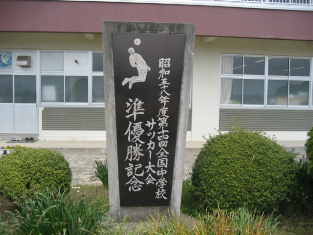 昭和五八年度第十四回全国中学校
サッカー大会
準優勝記念